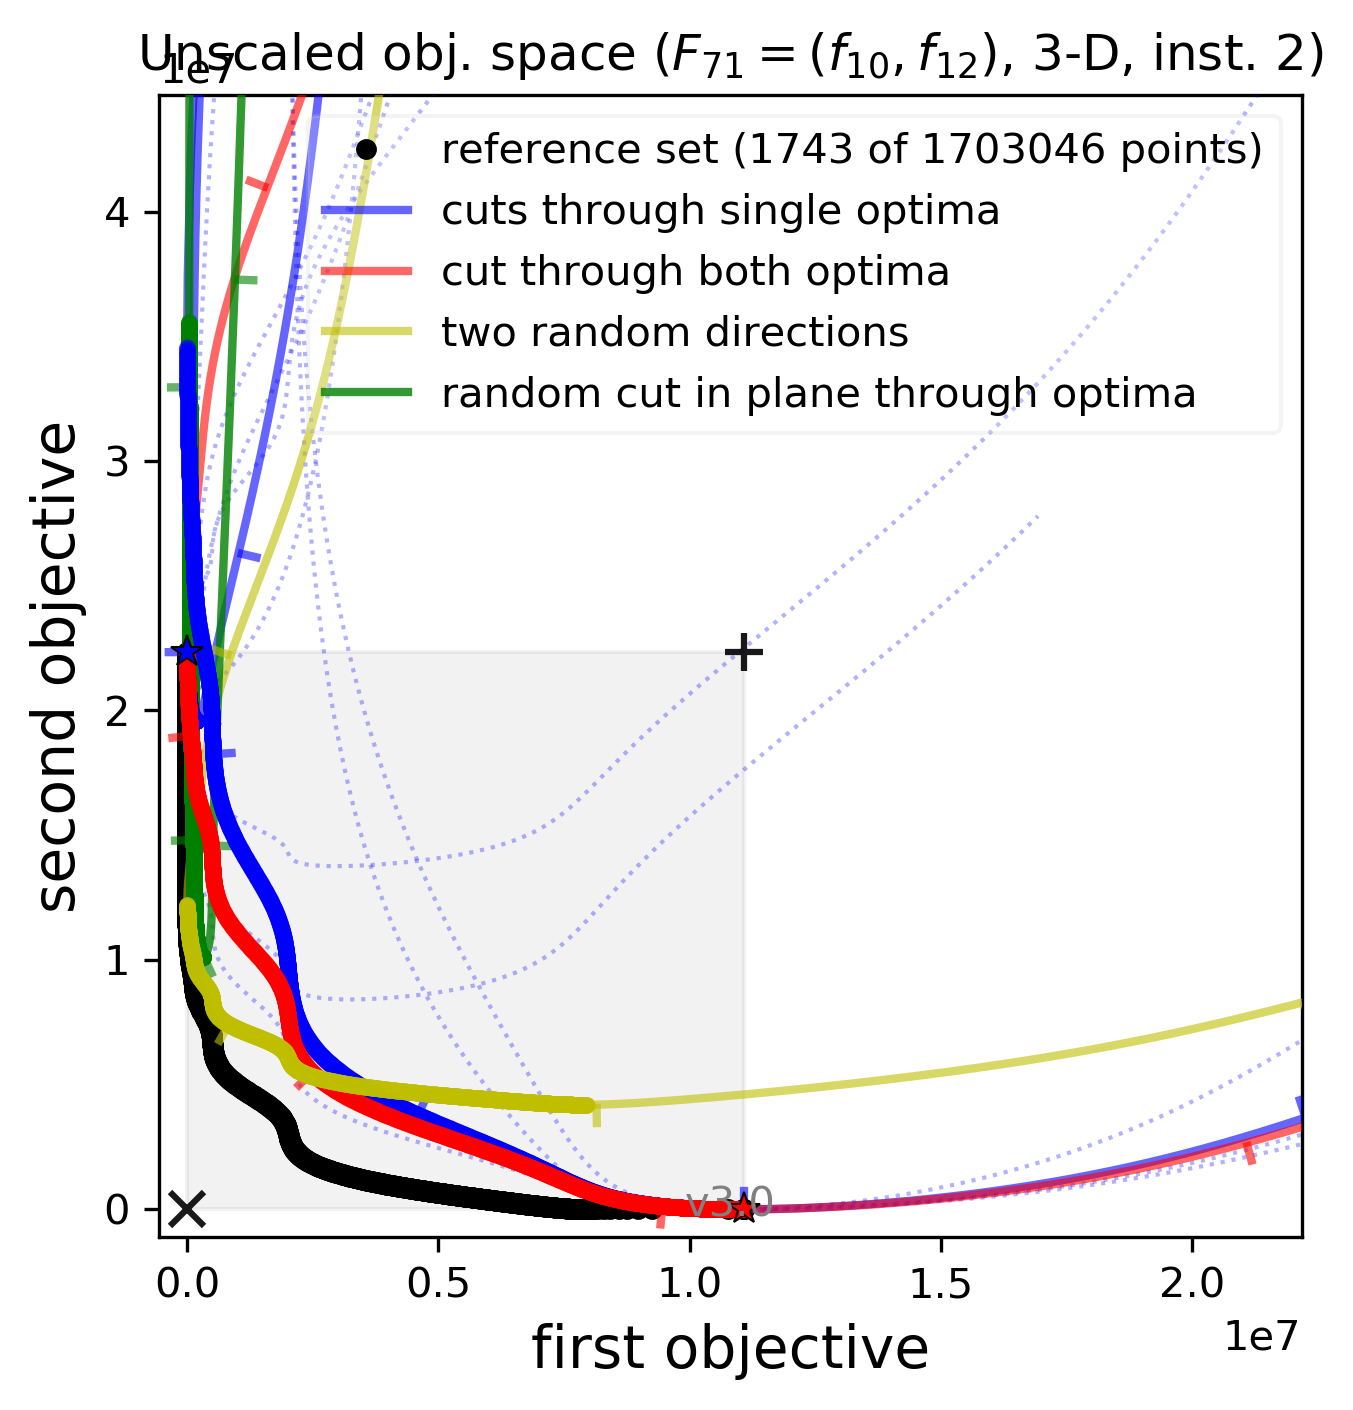 Unscaled obj. space (F71 = (f10, f12), 3-D, inst. 2)
1e7
reference set (1743 of 1703046 points)
cuts through single optima
cut through both optima
two random directions
random cut in plane through optima
4
3
2
1
0
second objective
v3.0
0.0 0.5 1.0 1.5 2.0
1e7
first objective